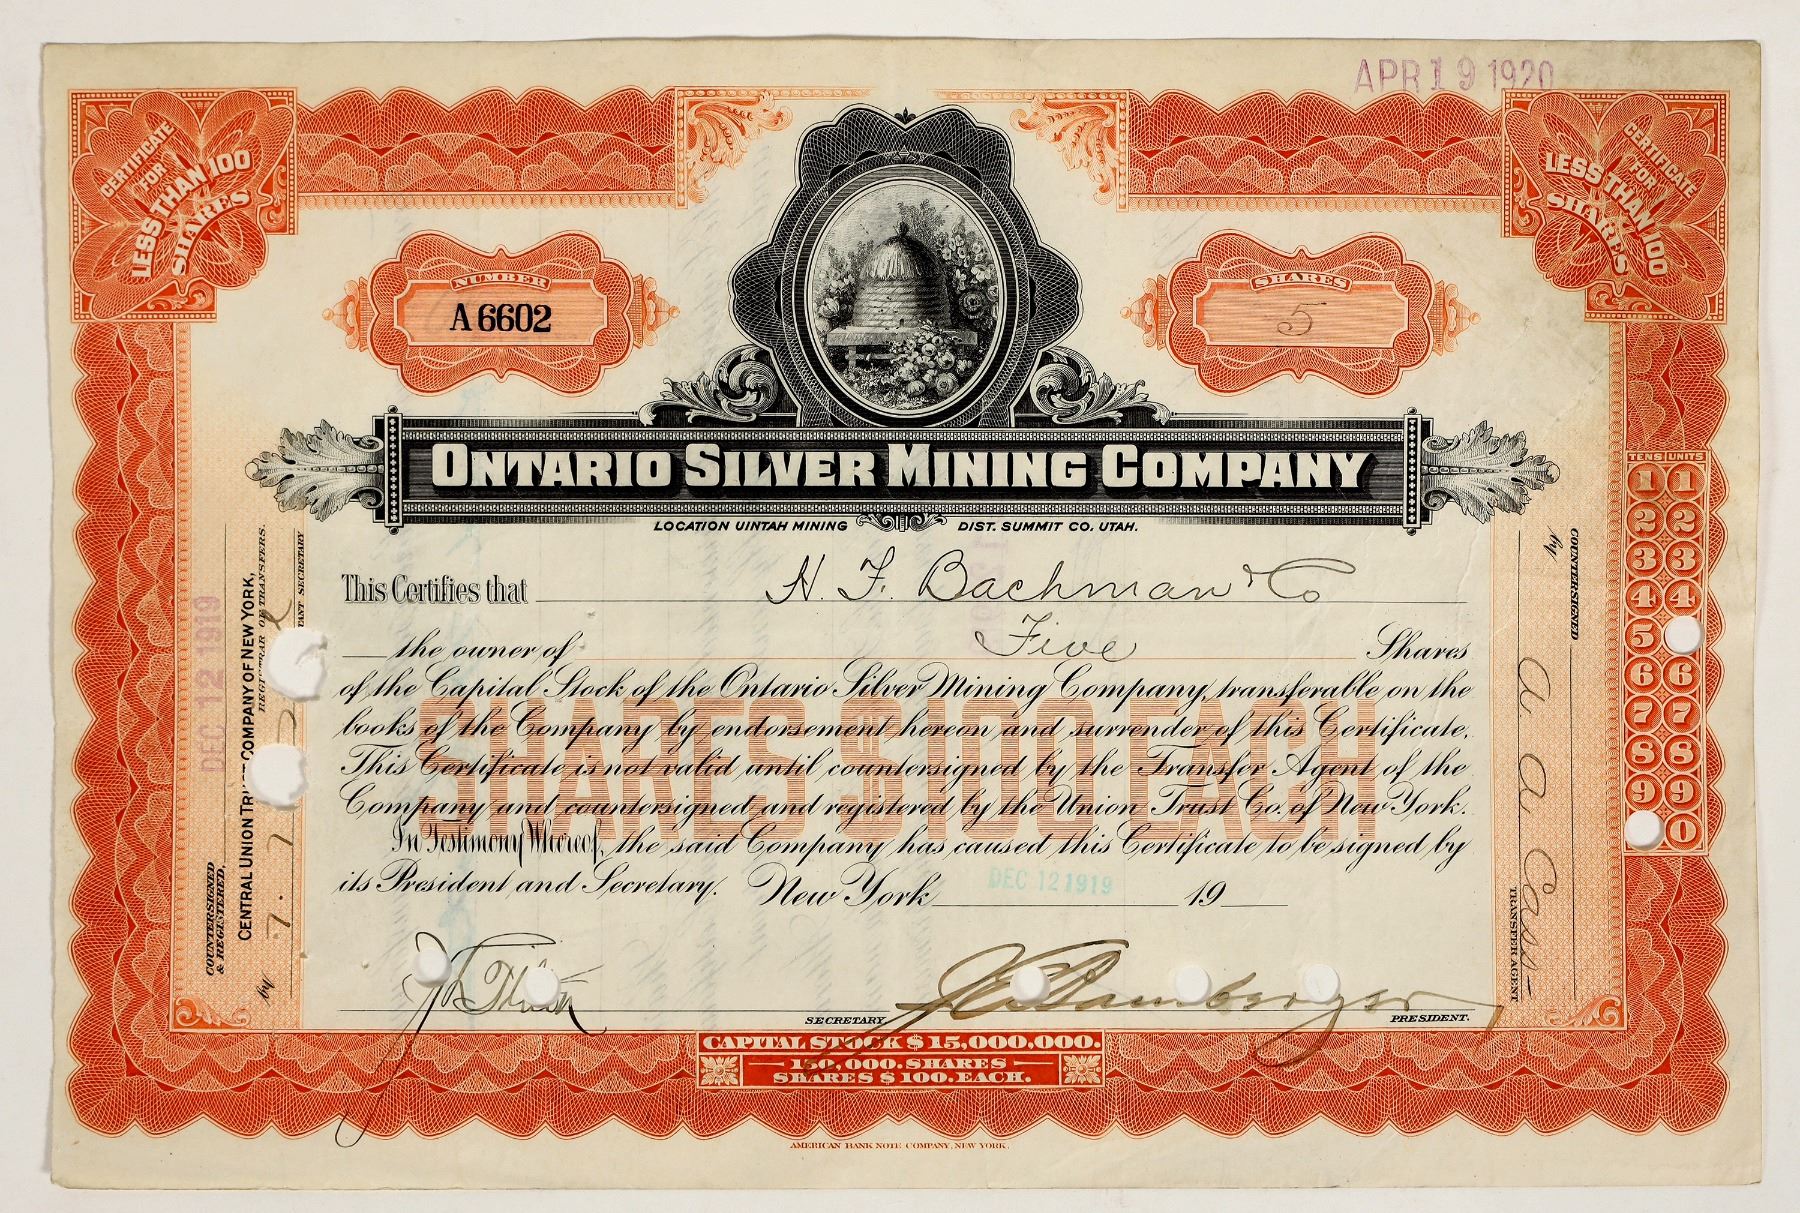 APR 19 1920
CERTIFICATE
FOR
LESS THAN 100
SHARES
CERTIFICATE
FOR
LESS THAN 100
SHARES
NUMBER
A 6602
SHARES
5
ONTARIO SILVER MINING COMPANY
LOCATION UINTAH MINING DIST. SUMMIT CO. UTAH.
This Certifies that H. F. Bachman & Co
the owner of Five Shares
of the Capital Stock of the Ontario Silver Mining Company, transferable on the
books of the Company by endorsement hereon and surrender of this Certificate.
This Certificate is not valid until countersigned by the Transfer Agent of the
Company and countersigned and registered by the Union Trust Co. of New York.
In Testimony Whereof, the said Company has caused this Certificate to be signed by
its President and Secretary. New York DEC 12 1919 19
SHARES $100 EACH
SECRETARY
PRESIDENT.
CAPITAL STOCK $15,000,000.
150,000. SHARES
SHARES $100. EACH.
AMERICAN BANK NOTE COMPANY, NEW YORK.
DEC 12 1919
COUNTERSIGNED
& REGISTERED,
CENTRAL UNION TRUST COMPANY OF NEW YORK,
REGISTRAR OF TRANSFERS.
by
SECRETARY
COUNTERSIGNED
by
A. A. Cass
TRANSFER AGENT
TENS UNITS
1 1
2 2
3 3
4 4
5
6 6
7 7
8 8
9 9
0